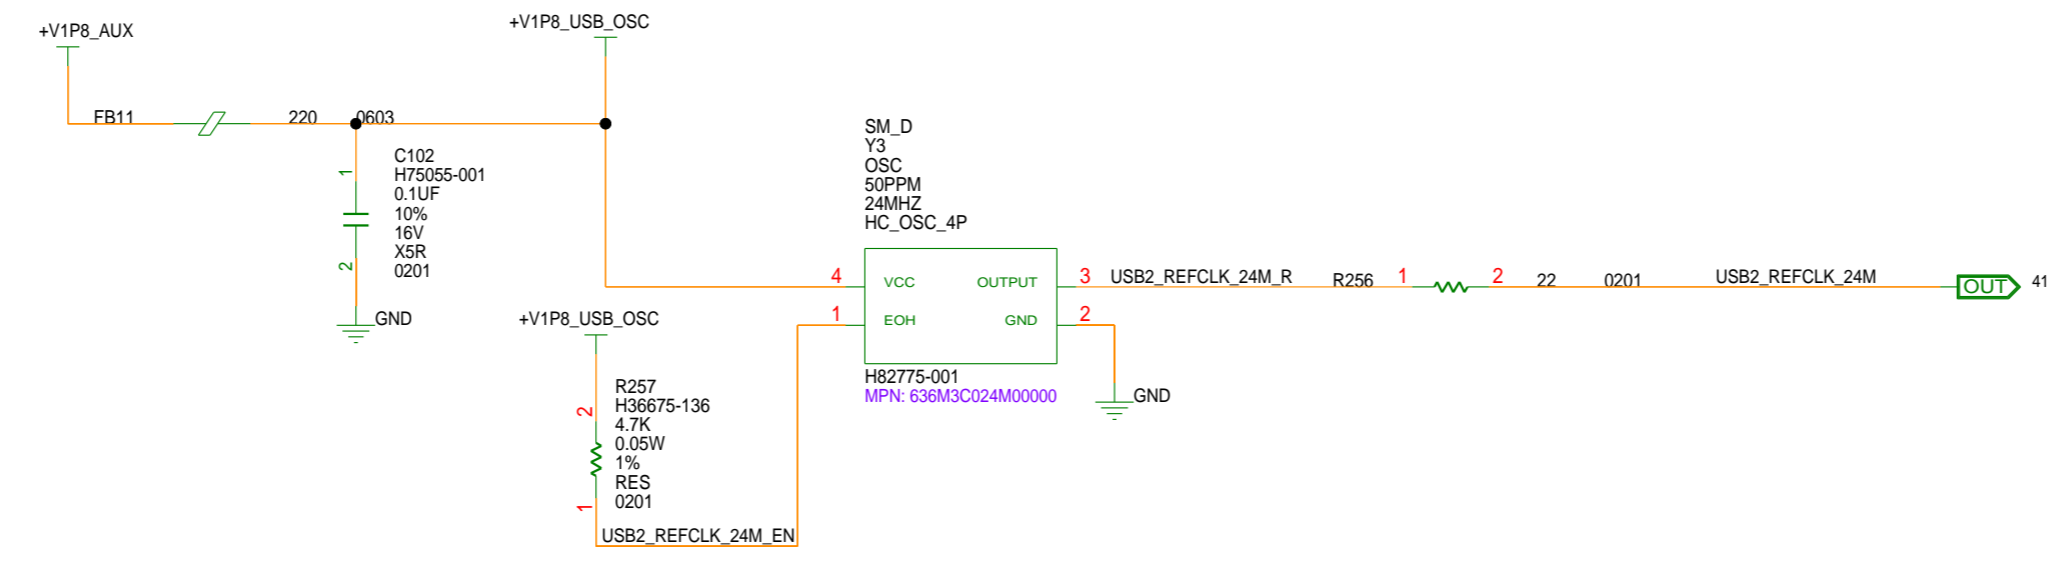 +V1P8_AUX
+V1P8_USB_OSC
FB11
220
0603
C102
H75055-001
0.1UF
10%
16V
X5R
0201
1
2
GND
SM_D
Y3
OSC
50PPM
24MHZ
HC_OSC_4P
4
VCC
OUTPUT
3
USB2_REFCLK_24M_R
R256
1
2
22
0201
USB2_REFCLK_24M
OUT
41
1
EOH
GND
2
H82775-001
MPN: 636M3C024M00000
GND
+V1P8_USB_OSC
R257
H36675-136
4.7K
0.05W
1%
RES
0201
2
1
USB2_REFCLK_24M_EN